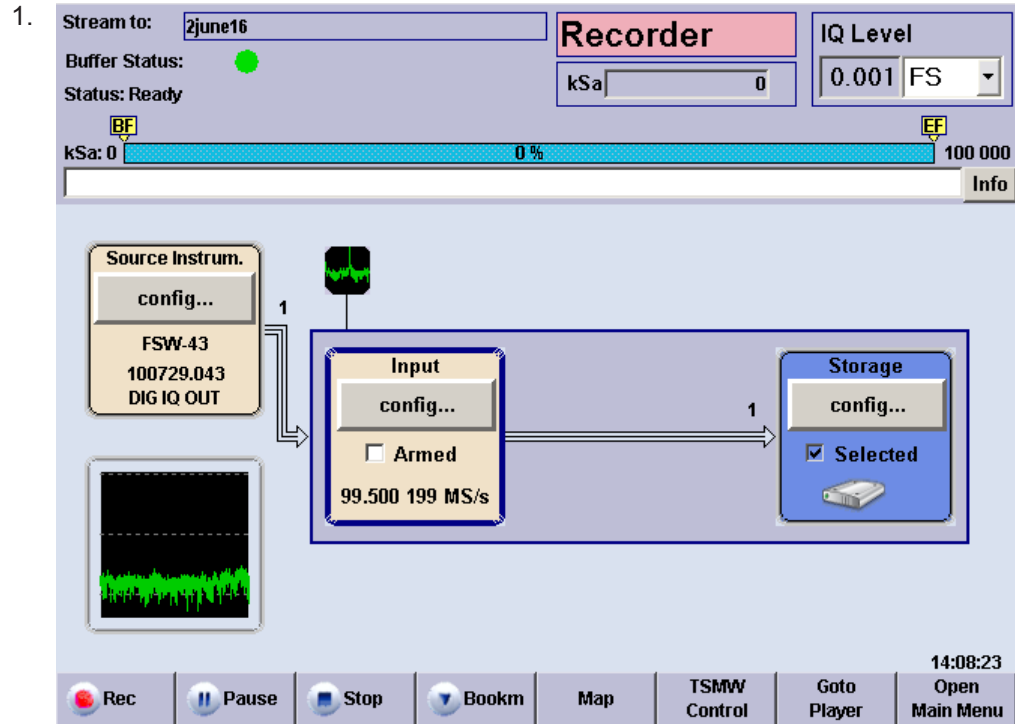 1.
Stream to: 2june16
Recorder
IQ Level
Buffer Status:
kSa 0
0.001 FS
Status: Ready
BF
EF
kSa: 0 0 % 100 000
Info
Source Instrum.
config...
1
FSW-43
100729.043
DIG IQ OUT
Input
config...
Armed
99.500 199 MS/s
1
Storage
config...
Selected
14:08:23
Rec
Pause
Stop
Bookm
Map
TSMW
Control
Goto
Player
Open
Main Menu